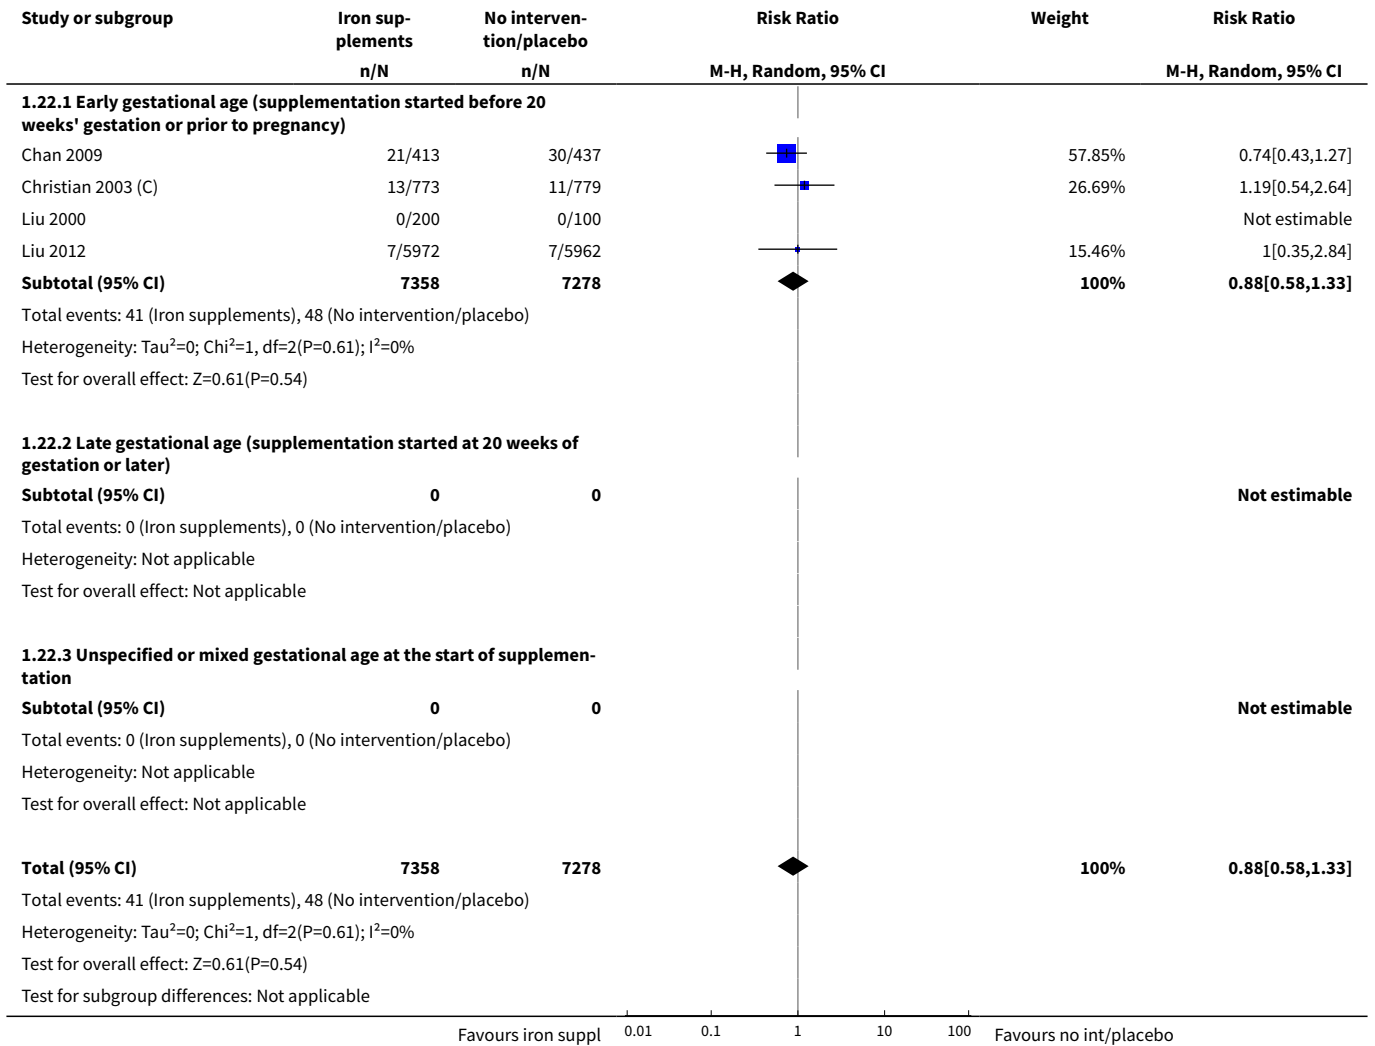 Study or subgroup Iron sup- No interven- Risk Ratio Weight Risk Ratio
plements tion/placebo
n/N n/N M-H, Random, 95% CI M-H, Random, 95% CI
1.22.1 Early gestational age (supplementation started before 20
weeks' gestation or prior to pregnancy)
Chan 2009 21/413 30/437 57.85% 0.74[0.43,1.27]
Christian 2003 (C) 13/773 11/779 26.69% 1.19[0.54,2.64]
Liu 2000 0/200 0/100 Not estimable
Liu 2012 7/5972 7/5962 15.46% 1[0.35,2.84]
Subtotal (95% CI) 7358 7278 100% 0.88[0.58,1.33]
Total events: 41 (Iron supplements), 48 (No intervention/placebo)
Heterogeneity: Tau²=0; Chi²=1, df=2(P=0.61); I²=0%
Test for overall effect: Z=0.61(P=0.54)
1.22.2 Late gestational age (supplementation started at 20 weeks of
gestation or later)
Subtotal (95% CI) 0 0 Not estimable
Total events: 0 (Iron supplements), 0 (No intervention/placebo)
Heterogeneity: Not applicable
Test for overall effect: Not applicable
1.22.3 Unspecified or mixed gestational age at the start of supplemen-
tation
Subtotal (95% CI) 0 0 Not estimable
Total events: 0 (Iron supplements), 0 (No intervention/placebo)
Heterogeneity: Not applicable
Test for overall effect: Not applicable
Total (95% CI) 7358 7278 100% 0.88[0.58,1.33]
Total events: 41 (Iron supplements), 48 (No intervention/placebo)
Heterogeneity: Tau²=0; Chi²=1, df=2(P=0.61); I²=0%
Test for overall effect: Z=0.61(P=0.54)
Test for subgroup differences: Not applicable
Favours iron suppl 0.01 0.1 1 10 100 Favours no int/placebo